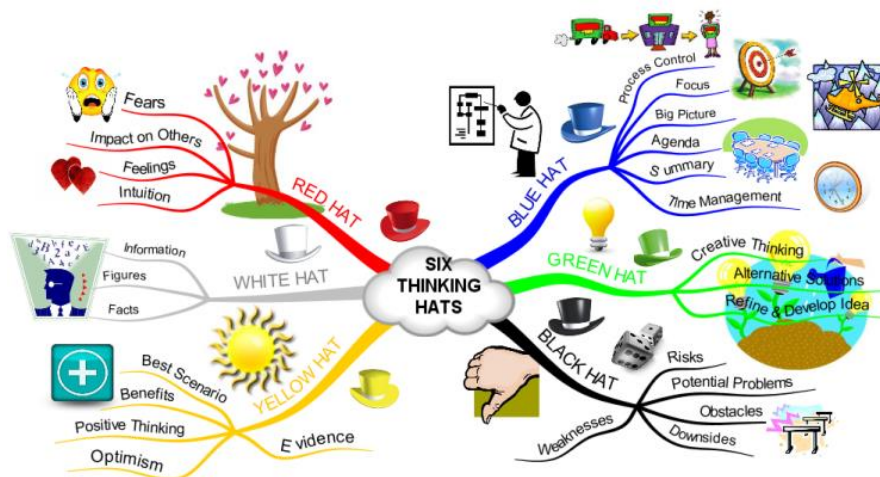 SIX
THINKING
HATS
RED HAT
Fears
Impact on Others
Feelings
Intuition
WHITE HAT
Information
Figures
Facts
YELLOW HAT
Best Scenario
Benefits
Positive Thinking
Optimism
Evidence
BLUE HAT
Process Control
Focus
Big Picture
Agenda
Summary
Time Management
GREEN HAT
Creative Thinking
Alternative Solutions
Refine & Develop Idea
BLACK HAT
Risks
Potential Problems
Obstacles
Downsides
Weaknesses